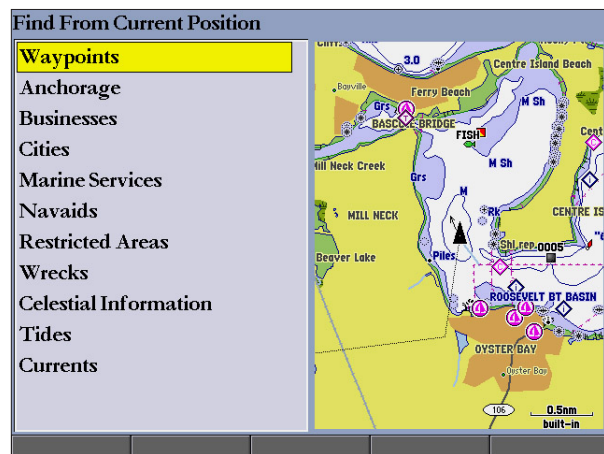 Find From Current Position
Waypoints
Anchorage
Businesses
Cities
Marine Services
Navaids
Restricted Areas
Wrecks
Celestial Information
Tides
Currents
3.0
Centre Island Beach
Bayville
Ferry Beach
Grs
M Sh
BASCULE BRIDGE
FISH
Cent
Mill Neck Creek
M Sh
Grs
M
MILL NECK
Rk
CENTRE IS
Shl rep
0005
Beaver Lake
Piles
ROOSEVELT BT BASIN
OYSTER BAY
Oyster Bay
106
0.5nm
built-in